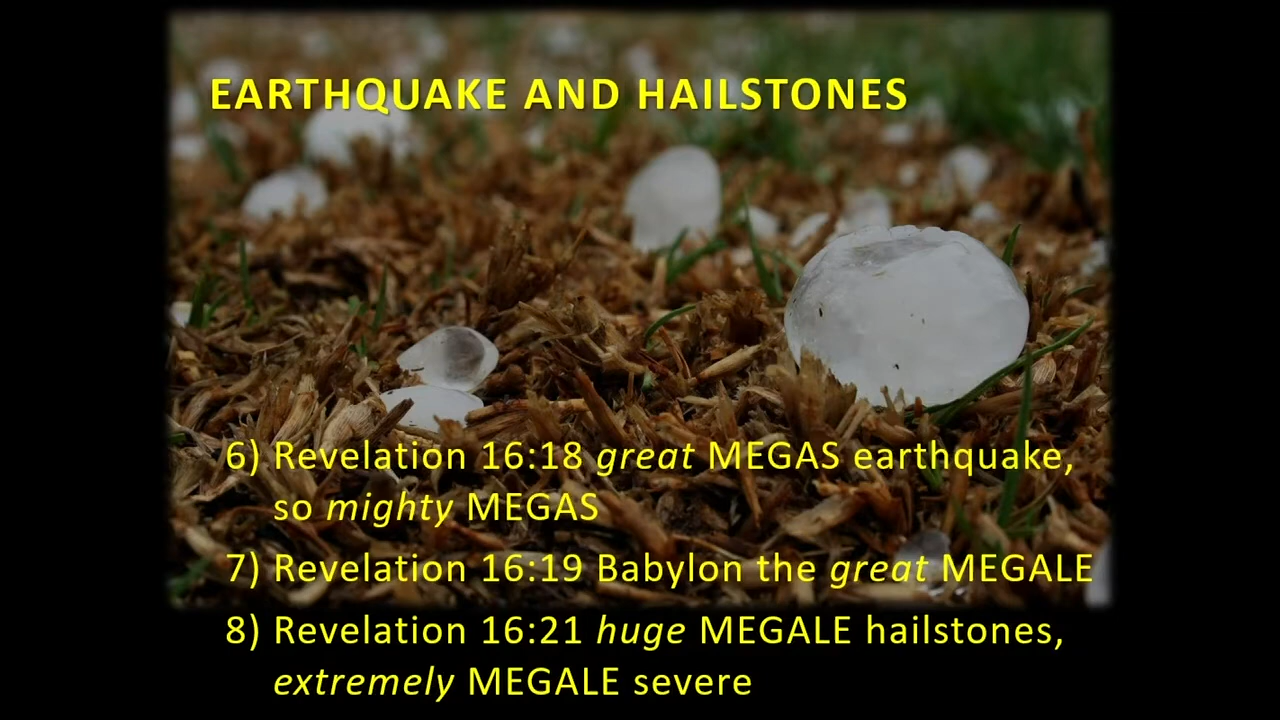 EARTHQUAKE AND HAILSTONES
6) Revelation 16:18 great MEGAS earthquake,
so mighty MEGAS
7) Revelation 16:19 Babylon the great MEGALE
8) Revelation 16:21 huge MEGALE hailstones,
extremely MEGALE severe